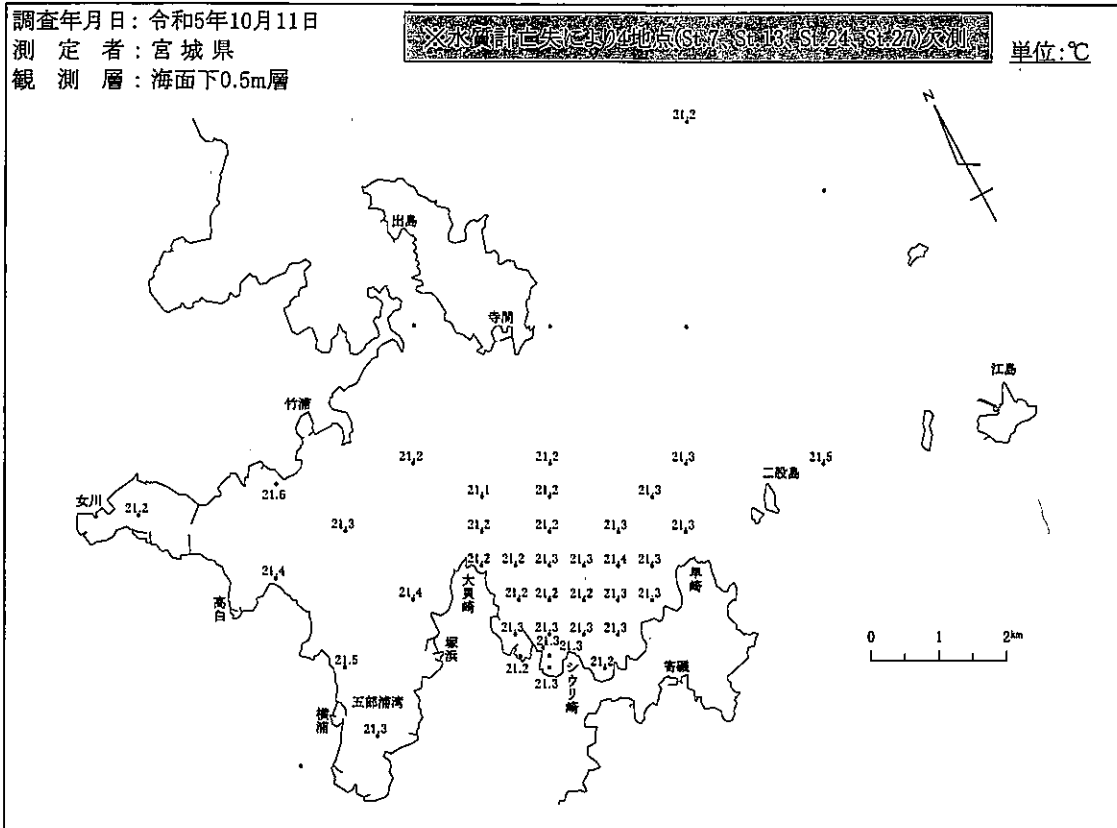 調査年月日：令和5年10月11日
測定者：宮城県
観測層：海面下0.5m層
※水質計亡失により4地点(St.7、St.13、St.24、St.27)欠測
単位：℃
N
21.2
出島
寺間
江島
竹浦
21.2 21.2 21.3 21.5
二股島
21.6 21.1 21.2 21.3
女川
21.2
21.3 21.2 21.2 21.3 21.3
21.2 21.2 21.3 21.3 21.4 21.3
大貝崎
早崎
21.4
高白
21.4 21.2 21.2 21.2 21.3 21.3
21.3 21.3 21.3 21.3
21.3 21.3
塚浜
21.5
21.2
21.2
21.3
シウリ崎
寄磯
0 1 2km
五部浦湾
横浦
21.3